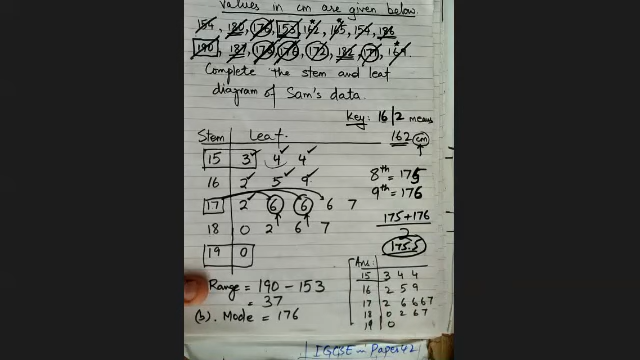 values in cm are given below.
154, 180, 176, 153, 162, 165, 154, 186
190, 187, 176, 176, 172, 182, 177, 169
Complete the stem and leaf
diagram of Sam's data.
Key: 16|2 means
162 cm
Stem Leaf
15 3 4 4
16 2 5 9
17 2 6 6 6 7
18 0 2 6 7
19 0
8th = 175
9th = 176
175+176
2
175.5
Range = 190 - 153
= 37
(b). Mode = 176
Ans:
15 3 4 4
16 2 5 9
17 2 6 6 6 7
18 0 2 6 7
19 0
IGCSE
Paper 42